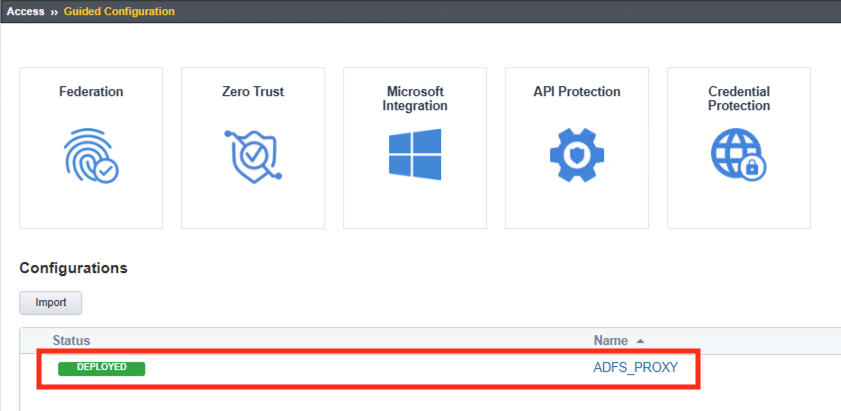 Access ›› Guided Configuration
Federation
Zero Trust
Microsoft
Integration
API Protection
Credential
Protection
Configurations
Import
Status Name
DEPLOYED ADFS_PROXY